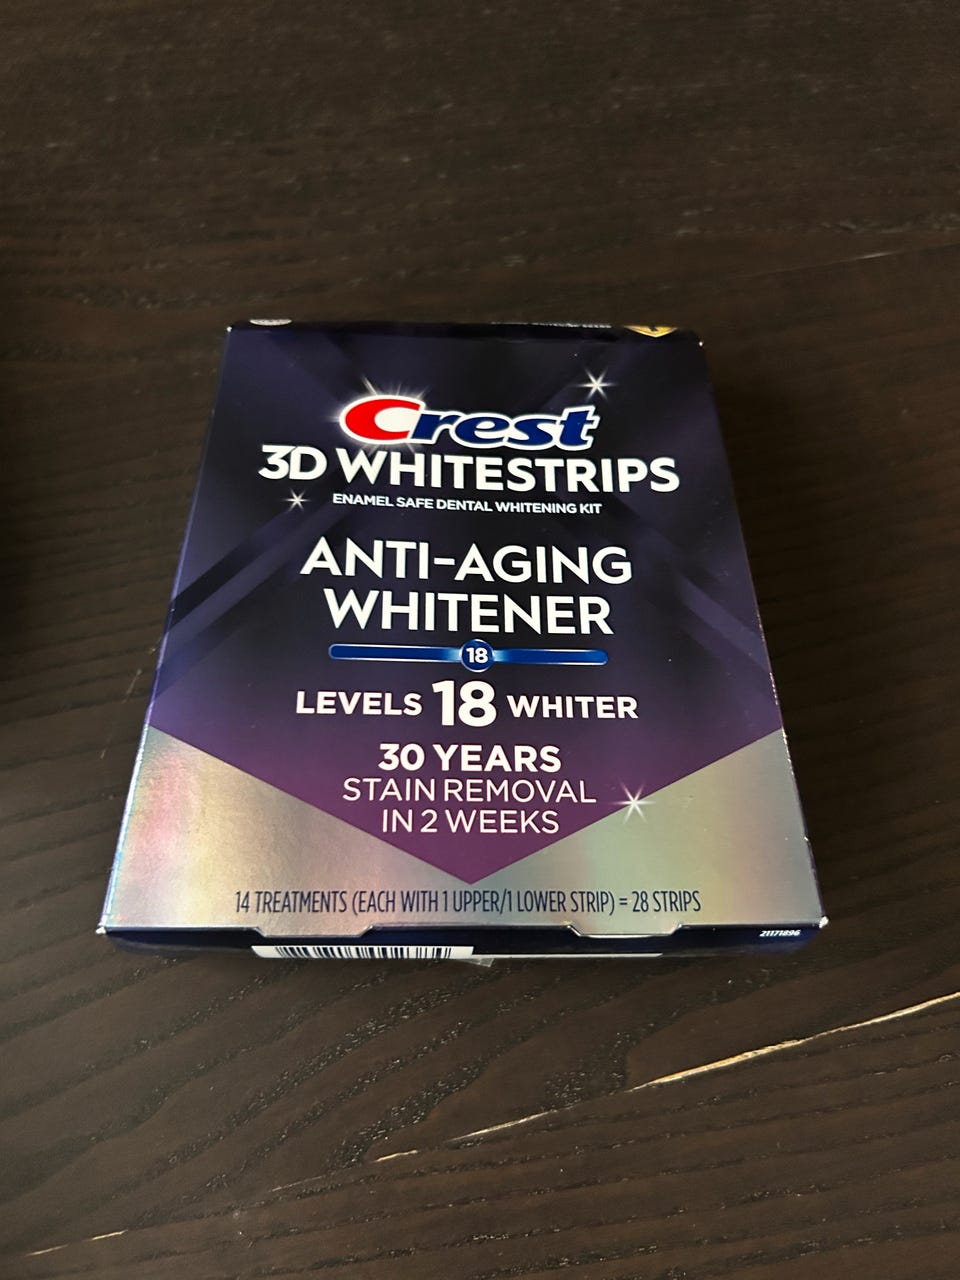 Crest
3D WHITESTRIPS
ENAMEL SAFE DENTAL WHITENING KIT
ANTI-AGING
WHITENER
18
LEVELS 18 WHITER
30 YEARS
STAIN REMOVAL
IN 2 WEEKS
14 TREATMENTS (EACH WITH 1 UPPER/1 LOWER STRIP) = 28 STRIPS
21171896